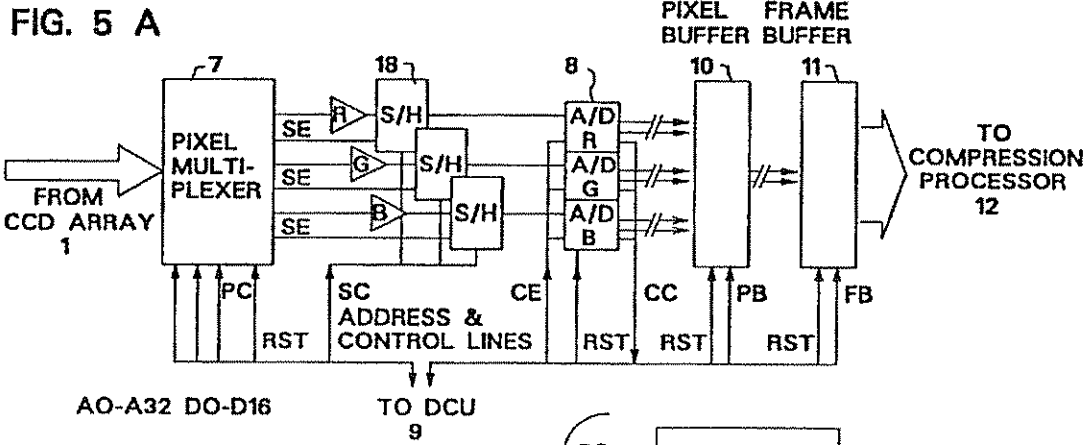 FIG. 5 A
PIXEL FRAME
BUFFER BUFFER
7
18
8
10
11
PIXEL
MULTI-
PLEXER
SE
SE
SE
R
G
B
S/H
S/H
S/H
A/D
R
A/D
G
A/D
B
FROM
CCD ARRAY
1
TO
COMPRESSION
PROCESSOR
12
PC
SC
CE
CC
PB
FB
ADDRESS &
CONTROL LINES
RST
RST
RST
RST
AO-A32 DO-D16
TO DCU
9